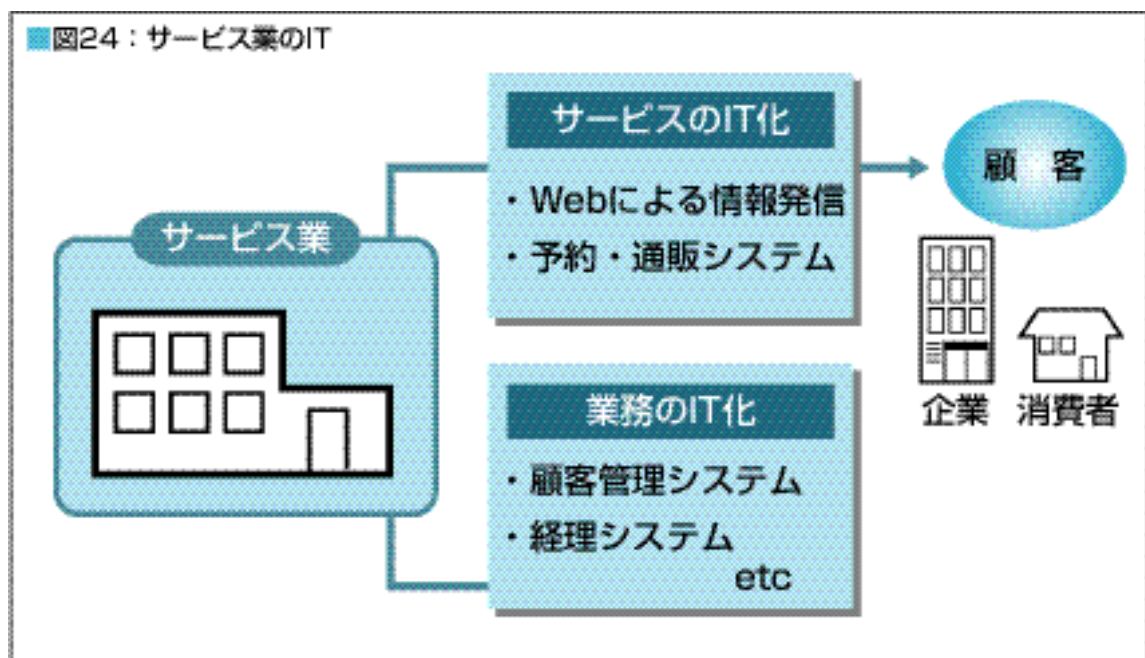 ■図24：サービス業のIT
サービス業
サービスのIT化
・Webによる情報発信
・予約・通販システム
業務のIT化
・顧客管理システム
・経理システム
etc
顧 客
企業
消費者